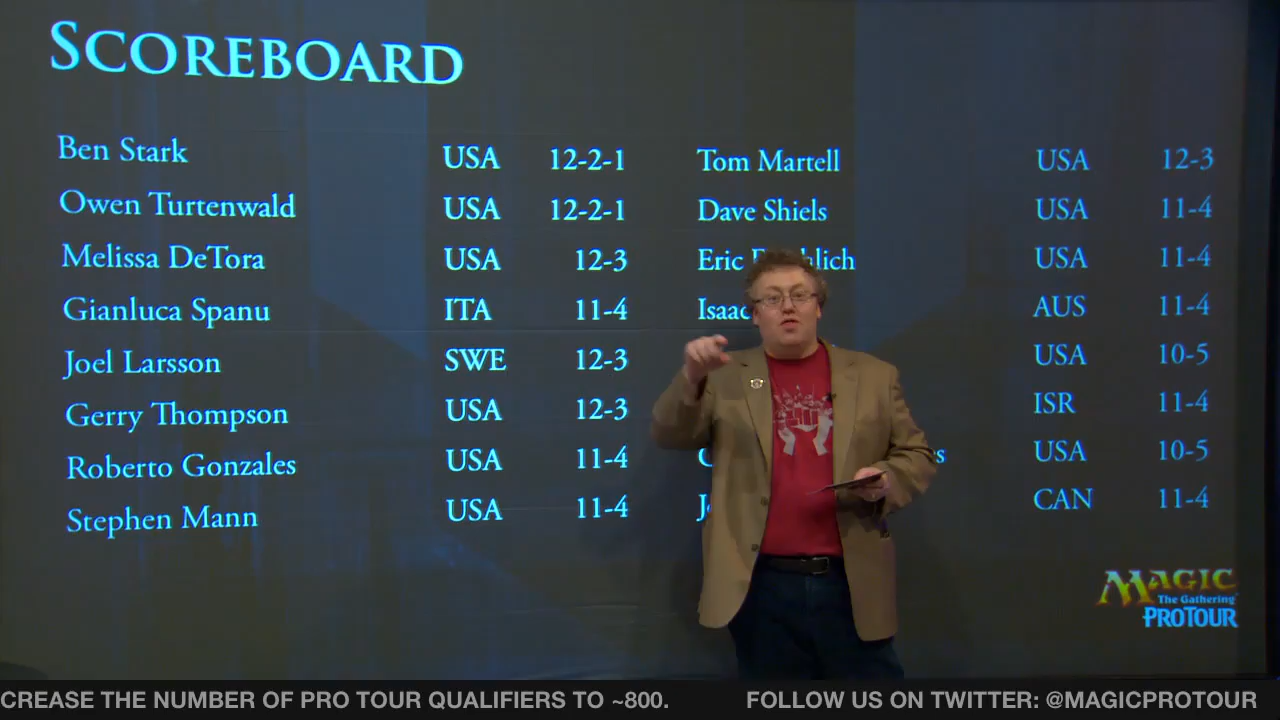 SCOREBOARD
Ben Stark USA 12-2-1
Owen Turtenwald USA 12-2-1
Melissa DeTora USA 12-3
Gianluca Spanu ITA 11-4
Joel Larsson SWE 12-3
Gerry Thompson USA 12-3
Roberto Gonzales USA 11-4
Stephen Mann USA 11-4
Tom Martell USA 12-3
Dave Shiels USA 11-4
Eric USA 11-4
Isaac AUS 11-4
USA 10-5
ISR 11-4
USA 10-5
CAN 11-4
MAGIC
The Gathering
PROTOUR
CREASE THE NUMBER OF PRO TOUR QUALIFIERS TO ~800. FOLLOW US ON TWITTER: @MAGICPROTOUR